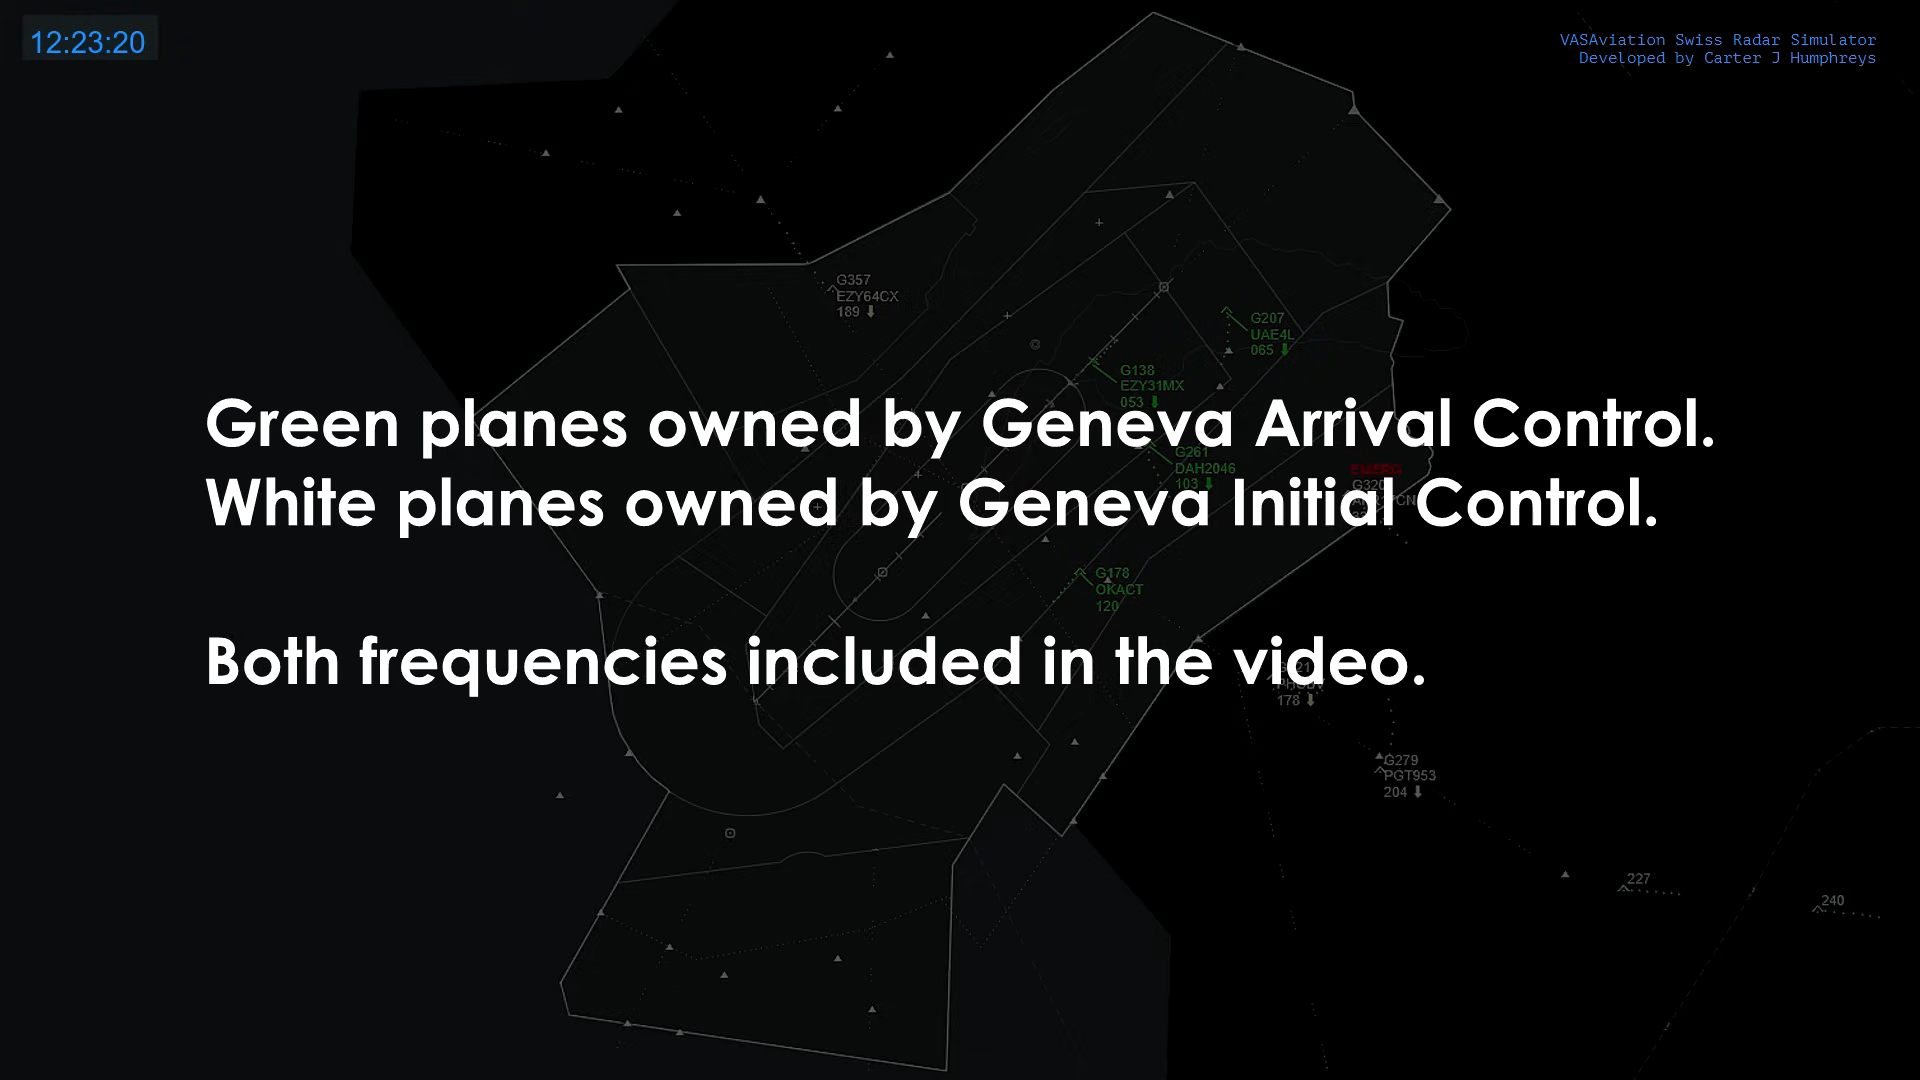 12:23:20
VASAviation Swiss Radar Simulator
Developed by Carter J Humphreys
G357
EZY64CX
189
G207
UAE4L
065
G138
EZY31MX
053
Green planes owned by Geneva Arrival Control.
G261
DAH2046
103
EMERG
G320
White planes owned by Geneva Initial Control.
G178
OKACT
120
Both frequencies included in the video.
178
G279
PGT953
204
227
240